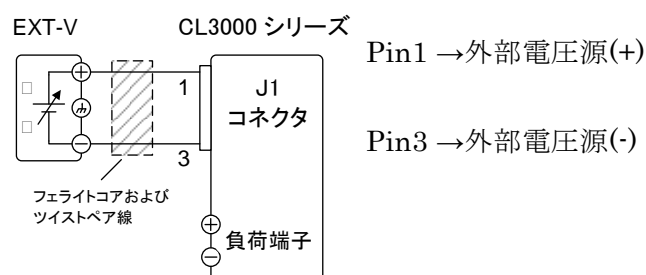 EXT-V
CL3000 シリーズ
Pin1 →外部電圧源(+)
1
J1
コネクタ
Pin3 →外部電圧源(-)
3
フェライトコアおよび
ツイストペア線
負荷端子